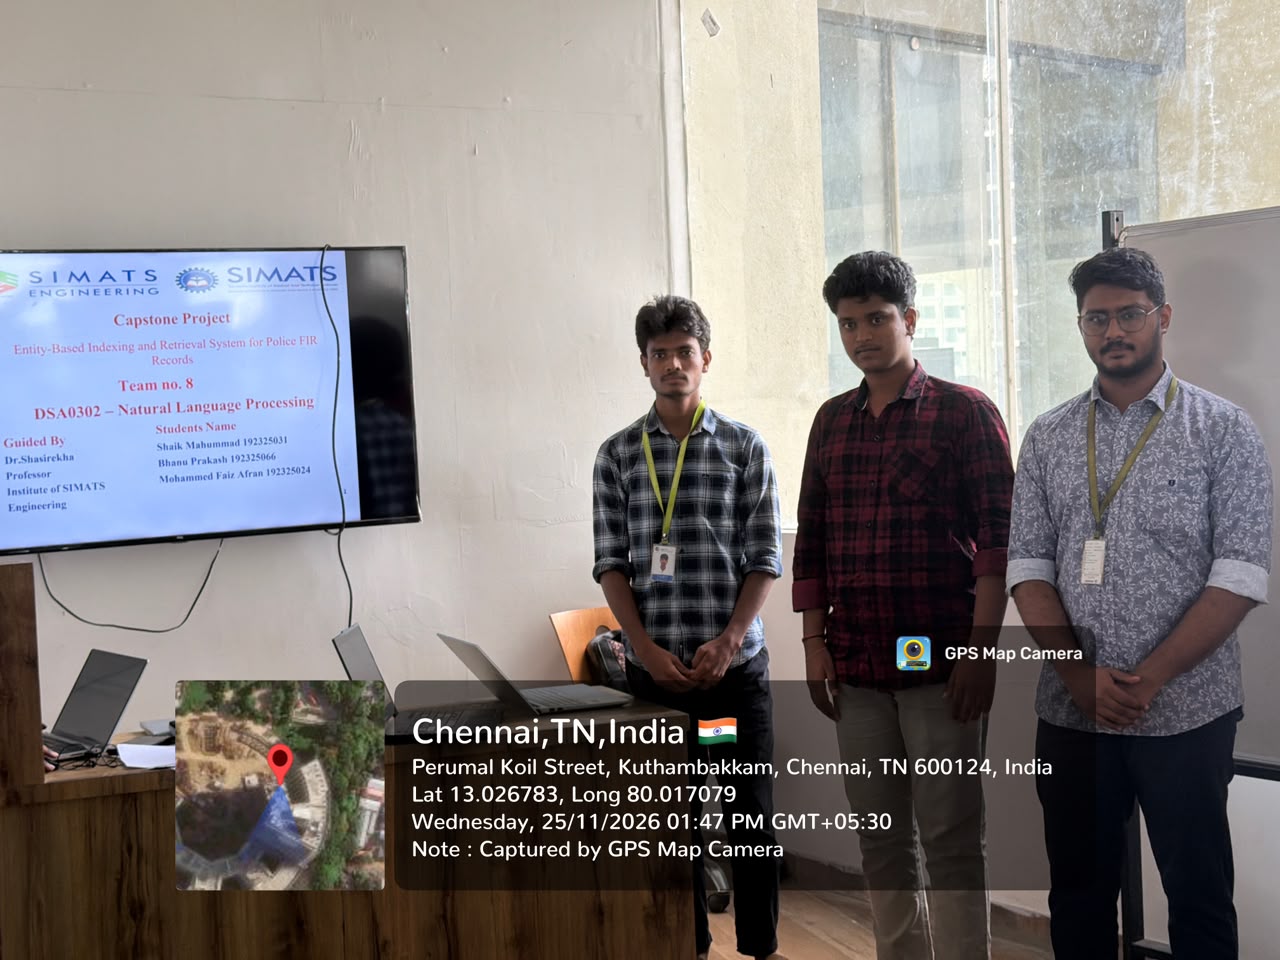 SIMATS
ENGINEERING
SIMATS
Capstone Project
Entity-Based Indexing and Retrieval System for Police FIR
Records
Team no. 8
DSA0302 – Natural Language Processing
Students Name
Guided By
Dr.Shasirekha
Professor
Institute of SIMATS
Engineering
Shaik Mahummad 192325031
Bhanu Prakash 192325066
Mohammed Faiz Afran 192325024
GPS Map Camera
Chennai,TN,India
Perumal Koil Street, Kuthambakkam, Chennai, TN 600124, India
Lat 13.026783, Long 80.017079
Wednesday, 25/11/2026 01:47 PM GMT+05:30
Note : Captured by GPS Map Camera